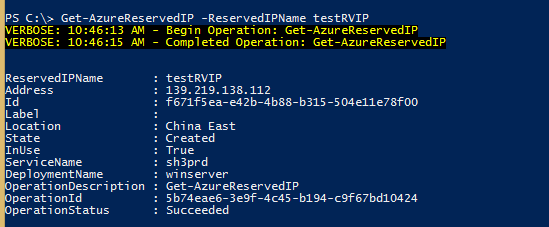 PS C:\> Get-AzureReservedIP -ReservedIPName testRVIP
VERBOSE: 10:46:13 AM - Begin Operation: Get-AzureReservedIP
VERBOSE: 10:46:15 AM - Completed Operation: Get-AzureReservedIP
ReservedIPName : testRVIP
Address : 139.219.138.112
Id : f671f5ea-e42b-4b88-b315-504e11e78f00
Label :
Location : China East
State : Created
InUse : True
ServiceName : sh3prd
DeploymentName : winserver
OperationDescription : Get-AzureReservedIP
OperationId : 5b74eae6-3e9f-4c45-b194-c9f67bd10424
OperationStatus : Succeeded